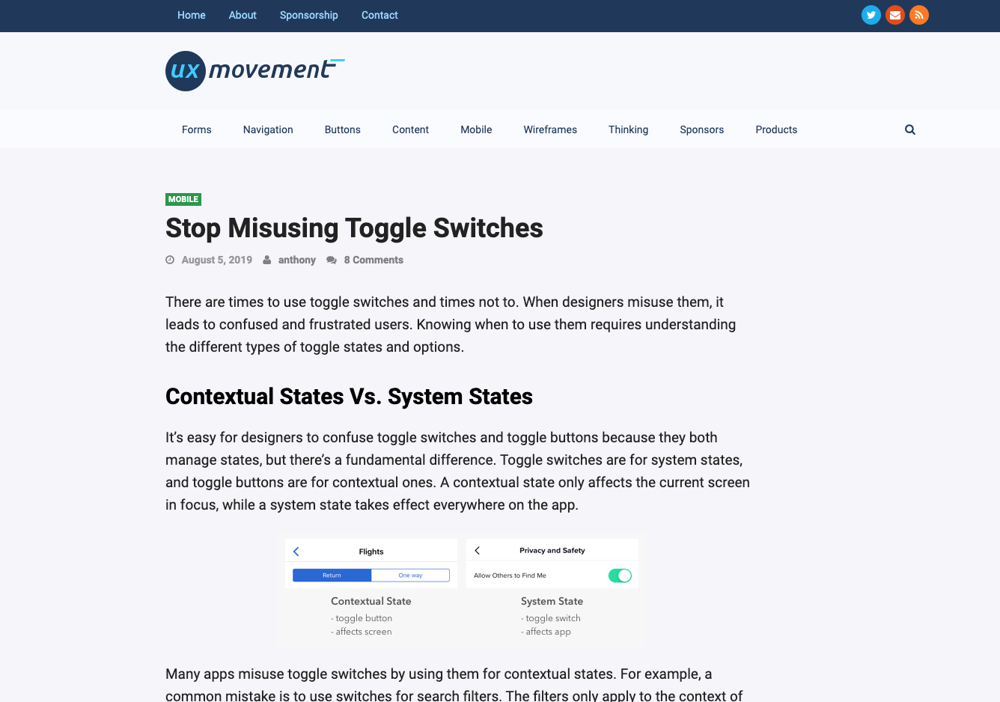 Home About Sponsorship Contact
ux movement
Forms Navigation Buttons Content Mobile Wireframes Thinking Sponsors Products
MOBILE
Stop Misusing Toggle Switches
August 5, 2019 anthony 8 Comments
There are times to use toggle switches and times not to. When designers misuse them, it
leads to confused and frustrated users. Knowing when to use them requires understanding
the different types of toggle states and options.
Contextual States Vs. System States
It’s easy for designers to confuse toggle switches and toggle buttons because they both
manage states, but there’s a fundamental difference. Toggle switches are for system states,
and toggle buttons are for contextual ones. A contextual state only affects the current screen
in focus, while a system state takes effect everywhere on the app.
Flights
Return One way
Contextual State
- toggle button
- affects screen
Privacy and Safety
Allow Others to Find Me
System State
- toggle switch
- affects app
Many apps misuse toggle switches by using them for contextual states. For example, a
common mistake is to use switches for search filters. The filters only apply to the context of